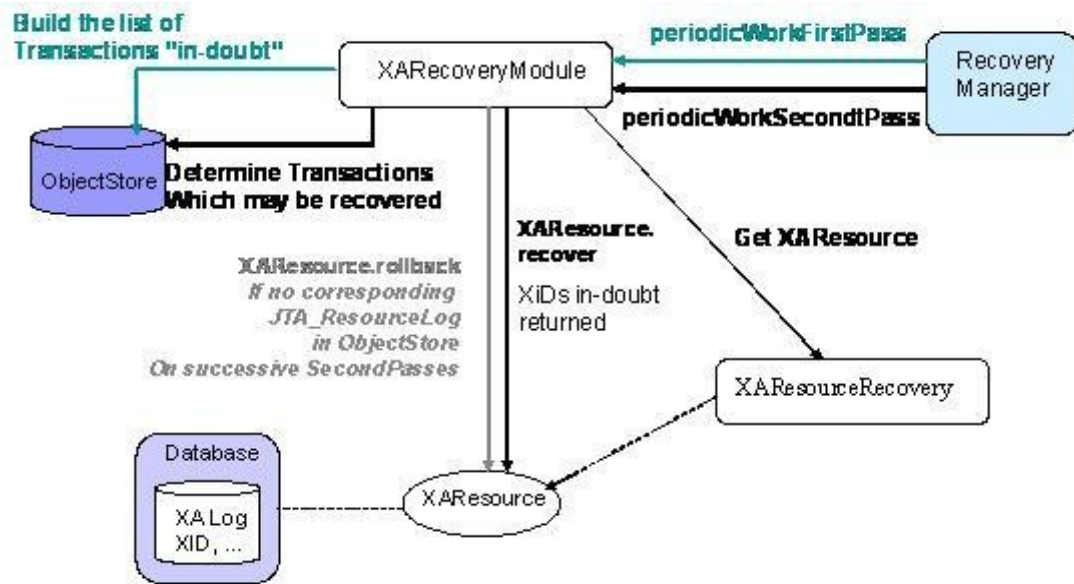 Build the list of
Transactions "in-doubt"
periodicWorkFirstPass
XARecoveryModule
Recovery
Manager
periodicWorkSecondtPass
ObjectStore
Determine Transactions
Which may be recovered
XAResource.
recover
Get XAResource
XAResource.rollback
If no corresponding
JTA_ResourceLog
in ObjectStore
On successive SecondPasses
XiDs in-doubt
returned
XAResourceRecovery
Database
XA Log
XID, ...
XAResource